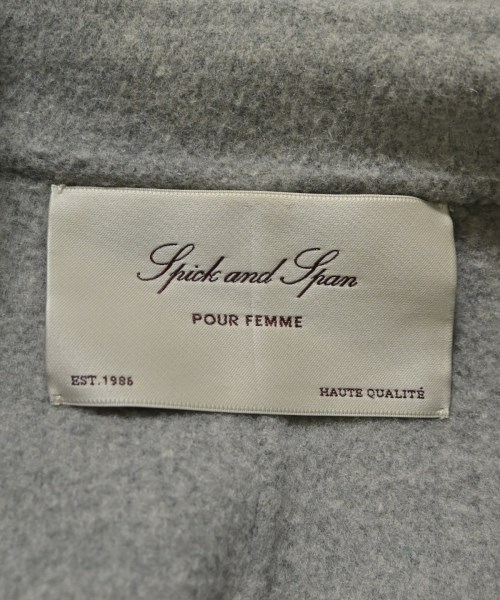 Spick and Span
POUR FEMME
EST.1986
HAUTE QUALITÉ